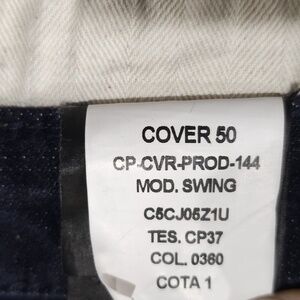 COVER 50
CP-CVR-PROD-144
MOD. SWING
C5CJ05Z1U
TES. CP37
COL. 0360
COTA 1